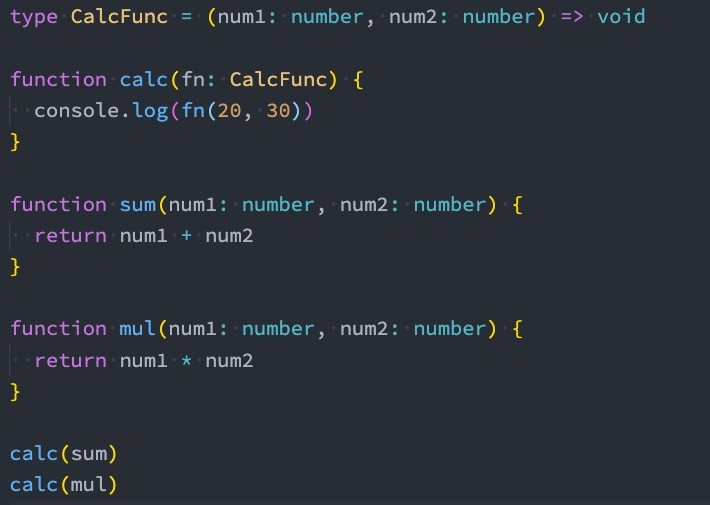 type CalcFunc = (num1: number, num2: number) => void
function calc(fn: CalcFunc) {
  console.log(fn(20, 30))
}
function sum(num1: number, num2: number) {
  return num1 + num2
}
function mul(num1: number, num2: number) {
  return num1 * num2
}
calc(sum)
calc(mul)